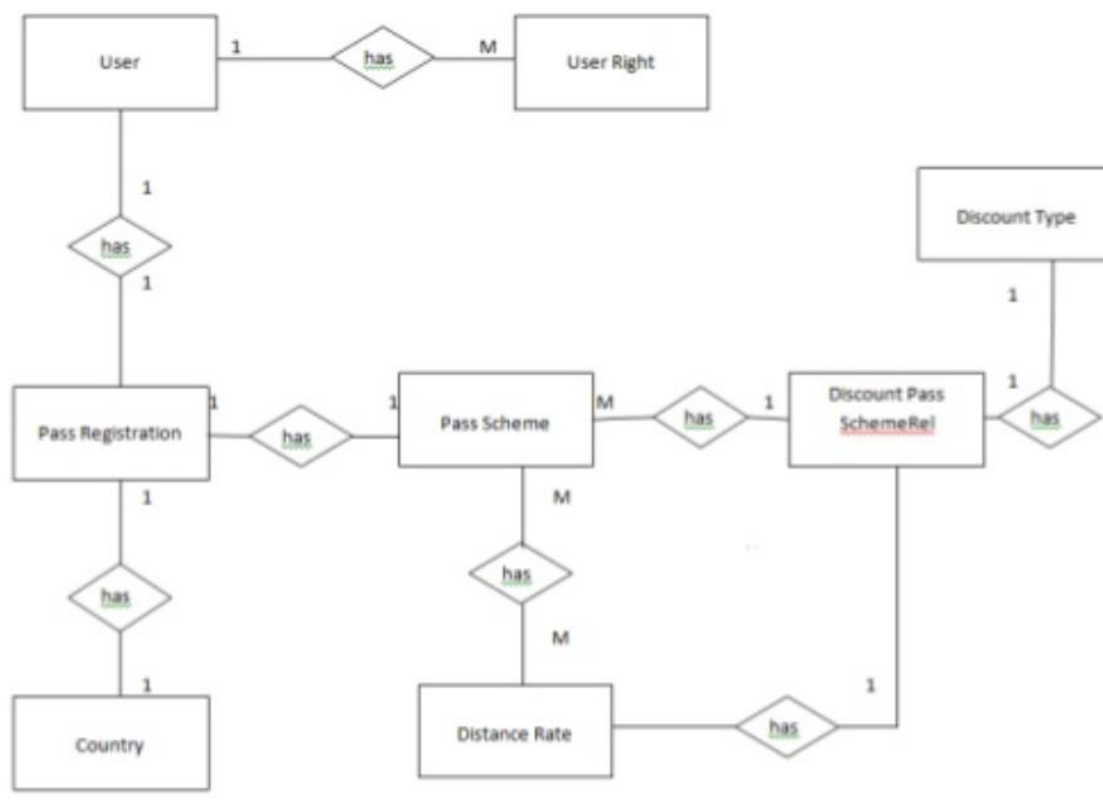 User
1
has
M
User Right
1
has
1
Discount Type
1
Pass Registration
1
has
1
Pass Scheme
M
has
1
Discount Pass
SchemeRel
1
has
1
has
1
M
has
M
Country
Distance Rate
has
1